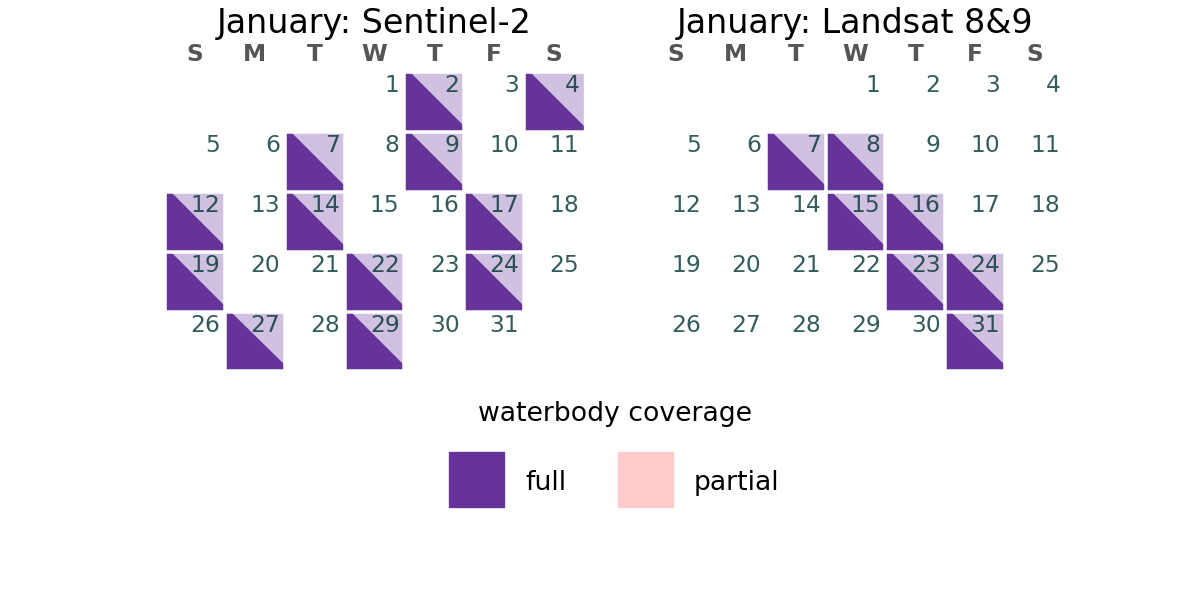 January: Sentinel-2
S M T W T F S
1 2 3 4
5 6 7 8 9 10 11
12 13 14 15 16 17 18
19 20 21 22 23 24 25
26 27 28 29 30 31
January: Landsat 8&9
S M T W T F S
1 2 3 4
5 6 7 8 9 10 11
12 13 14 15 16 17 18
19 20 21 22 23 24 25
26 27 28 29 30 31
waterbody coverage
full
partial